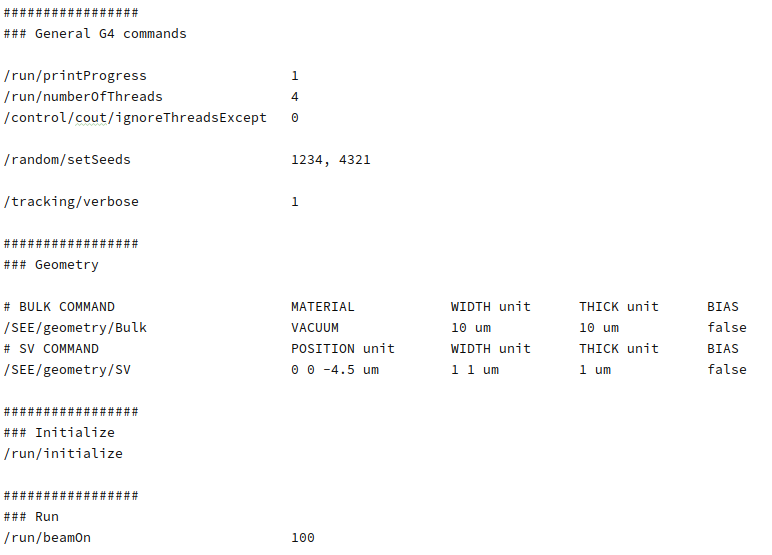 #################
### General G4 commands
/run/printProgress 1
/run/numberOfThreads 4
/control/cout/ignoreThreadsExcept 0
/random/setSeeds 1234, 4321
/tracking/verbose 1
#################
### Geometry
# BULK COMMAND MATERIAL WIDTH unit THICK unit BIAS
/SEE/geometry/Bulk VACUUM 10 um 10 um false
# SV COMMAND POSITION unit WIDTH unit THICK unit BIAS
/SEE/geometry/SV 0 0 -4.5 um 1 1 um 1 um false
#################
### Initialize
/run/initialize
#################
### Run
/run/beamOn 100